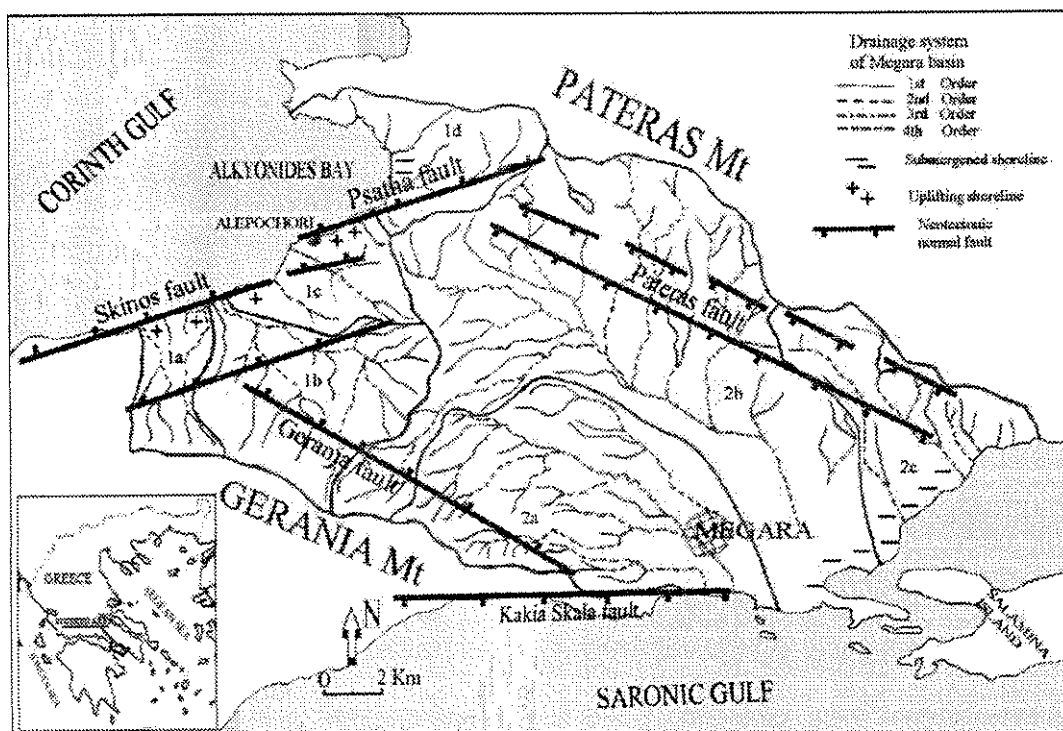 Drainage system
of Megara basin
1st Order
2nd Order
3rd Order
4th Order
Submergened shoreline
Uplifting shoreline
Neotectonic
normal fault
PATERAS Mt
CORINTH GULF
1d
ALKYONIDES BAY
Psatha fault
ALEPOCHORI
Skinos fault
1c
Pateras fault
1a
1b
2b
Gerania fault
2c
GERANIA Mt
2a
MEGARA
GREECE
Kakia Skala fault
SALAMINA
ISLAND
N
0 2 Km
SARONIC GULF